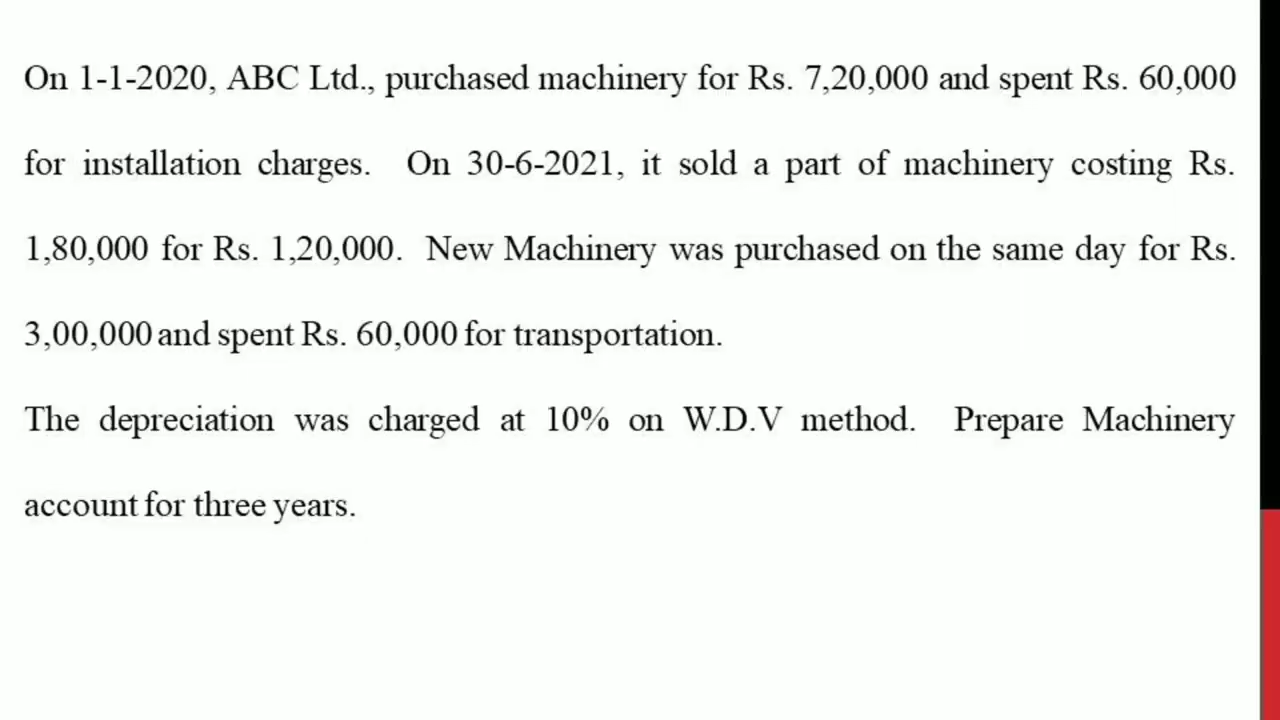 On 1-1-2020, ABC Ltd., purchased machinery for Rs. 7,20,000 and spent Rs. 60,000
for installation charges. On 30-6-2021, it sold a part of machinery costing Rs.
1,80,000 for Rs. 1,20,000. New Machinery was purchased on the same day for Rs.
3,00,000 and spent Rs. 60,000 for transportation.
The depreciation was charged at 10% on W.D.V method. Prepare Machinery
account for three years.